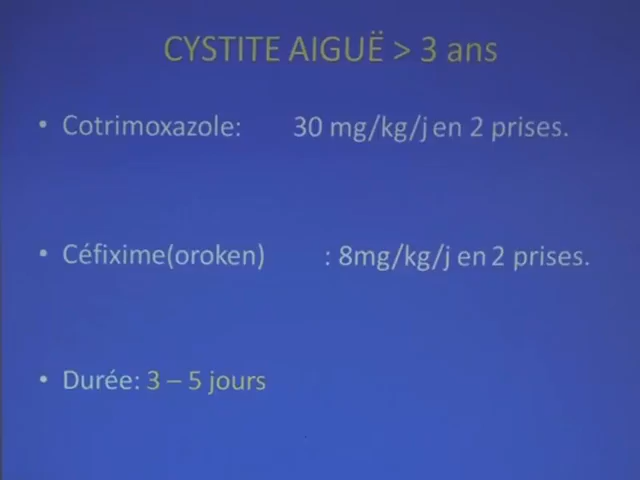 CYSTITE AIGUË > 3 ans
• Cotrimoxazole: 30 mg/kg/j en 2 prises.
• Céfixime(oroken) : 8mg/kg/j en 2 prises.
• Durée: 3 – 5 jours